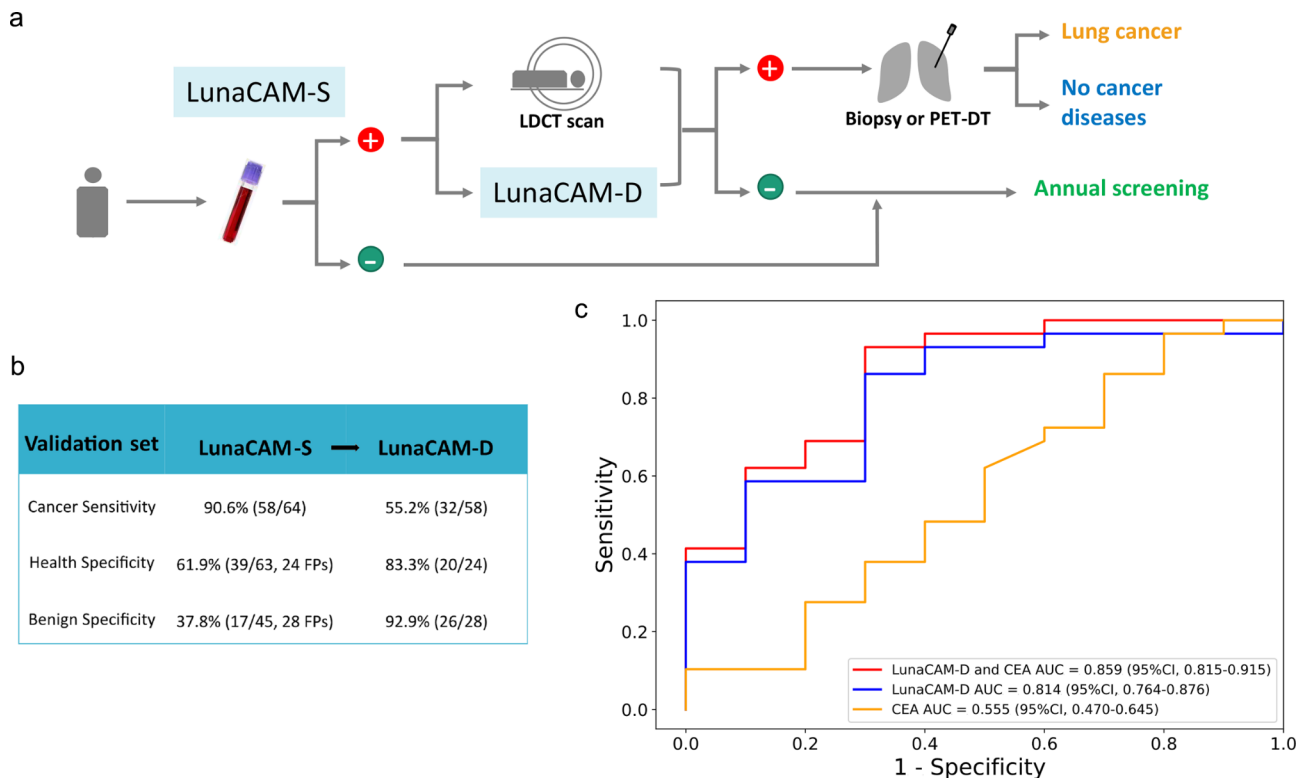 a
LunaCAM-S
+
-
LDCT scan
LunaCAM-D
+
-
Biopsy or PET-DT
Lung cancer
No cancer
diseases
Annual screening
b
Validation set LunaCAM-S LunaCAM-D
Cancer Sensitivity 90.6% (58/64) 55.2% (32/58)
Health Specificity 61.9% (39/63, 24 FPs) 83.3% (20/24)
Benign Specificity 37.8% (17/45, 28 FPs) 92.9% (26/28)
c
Sensitivity
1.0
0.8
0.6
0.4
0.2
0.0
LunaCAM-D and CEA AUC = 0.859 (95%CI, 0.815-0.915)
LunaCAM-D AUC = 0.814 (95%CI, 0.764-0.876)
CEA AUC = 0.555 (95%CI, 0.470-0.645)
0.0 0.2 0.4 0.6 0.8 1.0
1 - Specificity